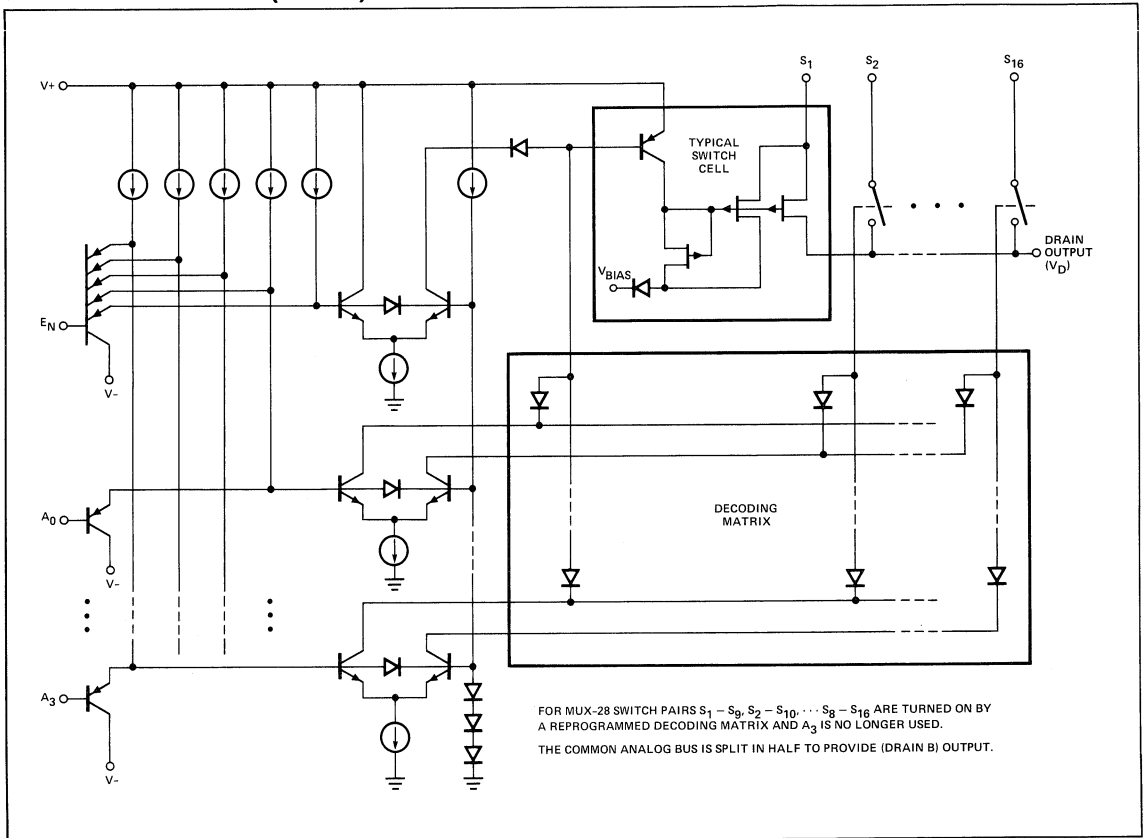 S1
S2
S16
V+
TYPICAL
SWITCH
CELL
DRAIN
OUTPUT
(VD)
VBIAS
EN
V–
A0
DECODING
MATRIX
V–
A3
FOR MUX-28 SWITCH PAIRS S1 – S9, S2 – S10, · · · S8 – S16 ARE TURNED ON BY
A REPROGRAMMED DECODING MATRIX AND A3 IS NO LONGER USED.
THE COMMON ANALOG BUS IS SPLIT IN HALF TO PROVIDE (DRAIN B) OUTPUT.
V–